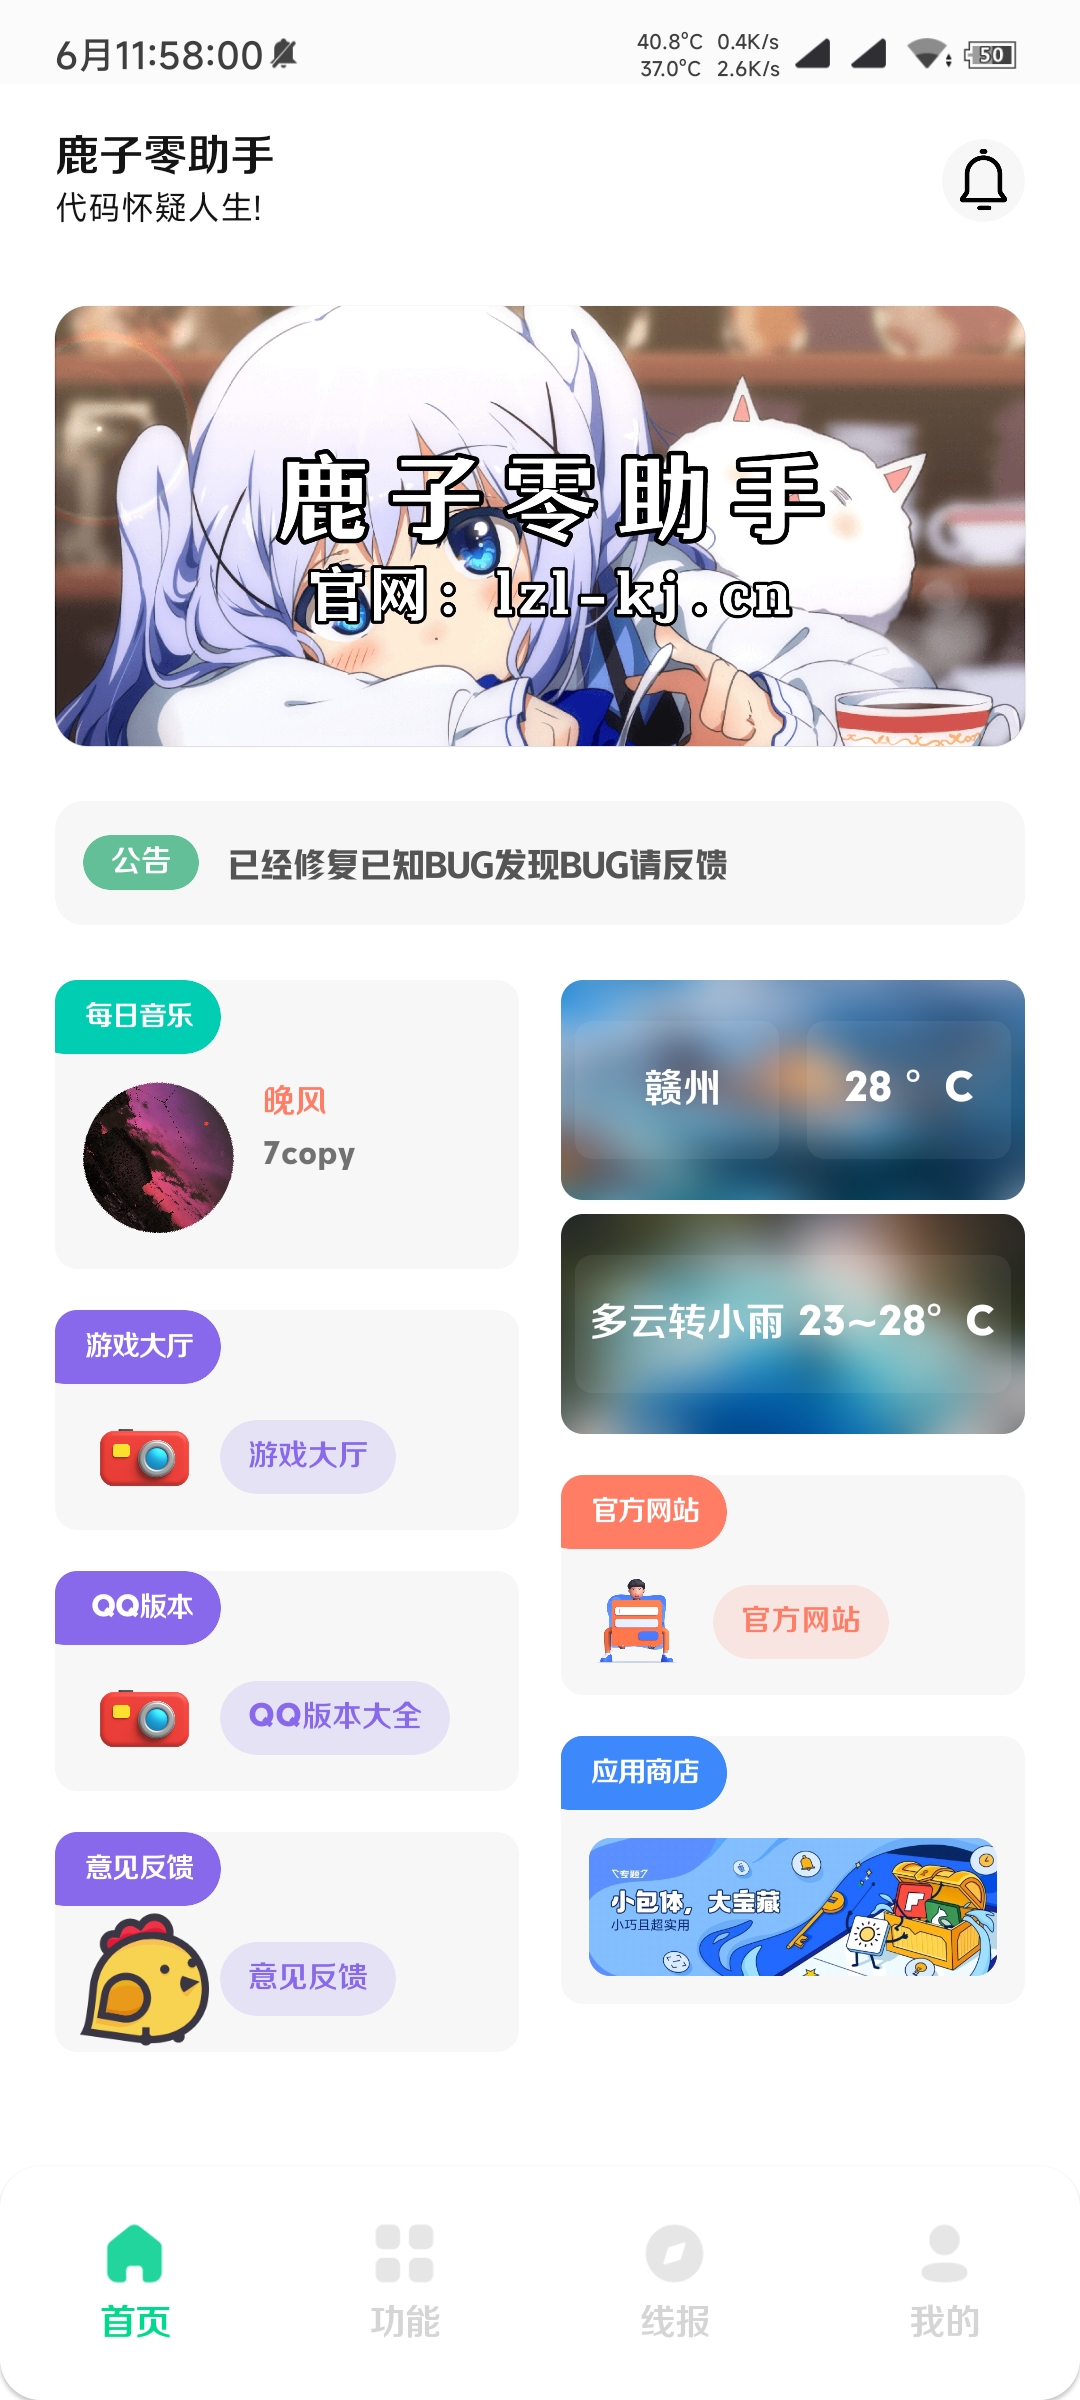 6月11:58:00
40.8°C 0.4K/s
37.0°C 2.6K/s
50
鹿子零助手
代码怀疑人生!
鹿子零助手
官网：lzl-kj.cn
公告
已经修复已知BUG发现BUG请反馈
每日音乐
晚风
7copy
赣州
28 ° C
多云转小雨 23~28° C
游戏大厅
游戏大厅
官方网站
官方网站
QQ版本
QQ版本大全
应用商店
专题
小包体，大宝藏
小巧且超实用
意见反馈
意见反馈
首页
功能
线报
我的